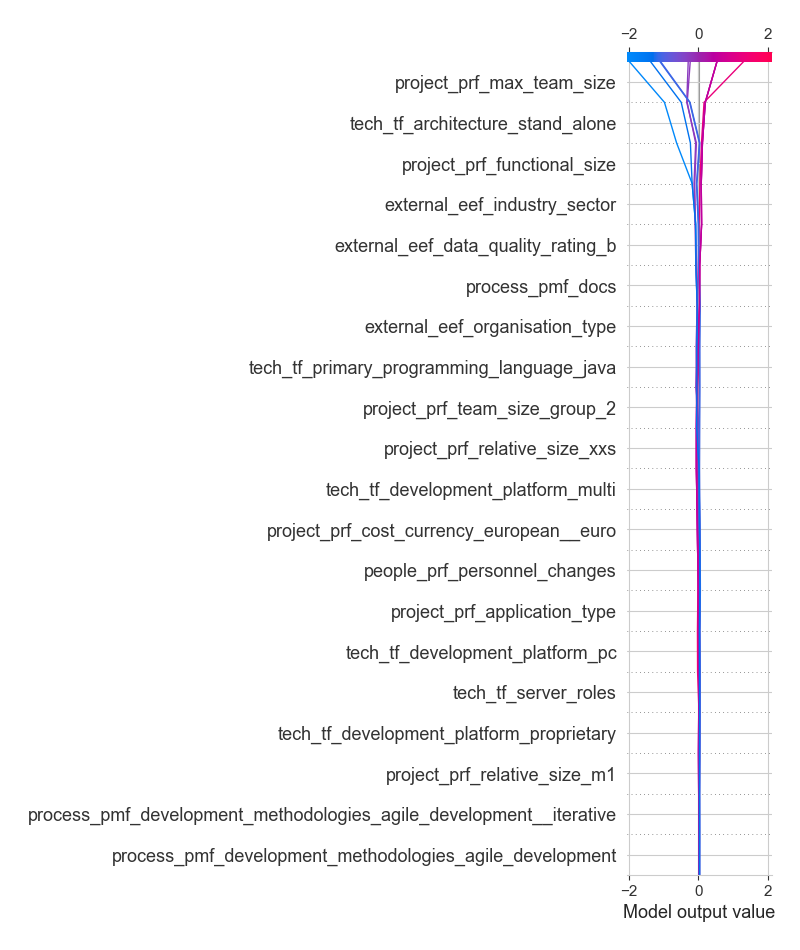 −2 0 2
project_prf_max_team_size
tech_tf_architecture_stand_alone
project_prf_functional_size
external_eef_industry_sector
external_eef_data_quality_rating_b
process_pmf_docs
external_eef_organisation_type
tech_tf_primary_programming_language_java
project_prf_team_size_group_2
project_prf_relative_size_xxs
tech_tf_development_platform_multi
project_prf_cost_currency_european__euro
people_prf_personnel_changes
project_prf_application_type
tech_tf_development_platform_pc
tech_tf_server_roles
tech_tf_development_platform_proprietary
project_prf_relative_size_m1
process_pmf_development_methodologies_agile_development__iterative
process_pmf_development_methodologies_agile_development
−2 0 2
Model output value